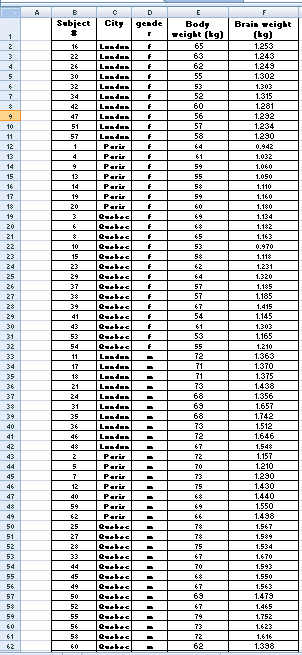 A B C D E F
1 Subject # City gender Body weight (kg) Brain weight (kg)
2 16 London f 65 1.253
3 22 London f 63 1.243
4 26 London f 62 1.249
5 30 London f 55 1.302
6 32 London f 53 1.303
7 34 London f 52 1.315
8 42 London f 60 1.281
9 47 London f 56 1.292
10 51 London f 57 1.234
11 57 London f 58 1.290
12 1 Paris f 64 0.942
13 4 Paris f 61 1.032
14 9 Paris f 59 1.060
15 13 Paris f 55 1.050
16 14 Paris f 58 1.110
17 19 Paris f 59 1.160
18 20 Paris f 60 1.180
19 3 Quebec f 69 1.134
20 6 Quebec f 68 1.182
21 8 Quebec f 65 1.163
22 10 Quebec f 53 0.970
23 15 Quebec f 58 1.118
24 23 Quebec f 62 1.231
25 29 Quebec f 64 1.320
26 37 Quebec f 57 1.185
27 38 Quebec f 57 1.185
28 39 Quebec f 67 1.415
29 41 Quebec f 54 1.145
30 43 Quebec f 61 1.303
31 53 Quebec f 53 1.165
32 54 Quebec f 55 1.210
33 11 London m 72 1.363
34 17 London m 71 1.370
35 18 London m 71 1.375
36 21 London m 73 1.438
37 24 London m 68 1.356
38 31 London m 69 1.657
39 35 London m 68 1.742
40 36 London m 73 1.512
41 46 London m 72 1.646
42 48 London m 67 1.548
43 2 Paris m 72 1.157
44 5 Paris m 70 1.210
45 7 Paris m 73 1.290
46 12 Paris m 75 1.430
47 40 Paris m 68 1.440
48 59 Paris m 69 1.550
49 62 Paris m 66 1.498
50 25 Quebec m 78 1.567
51 27 Quebec m 78 1.589
52 28 Quebec m 75 1.534
53 33 Quebec m 67 1.670
54 44 Quebec m 70 1.593
55 45 Quebec m 68 1.550
56 49 Quebec m 67 1.563
57 50 Quebec m 69 1.479
58 52 Quebec m 67 1.465
59 55 Quebec m 79 1.752
60 56 Quebec m 73 1.623
61 58 Quebec m 72 1.616
62 60 Quebec m 62 1.398